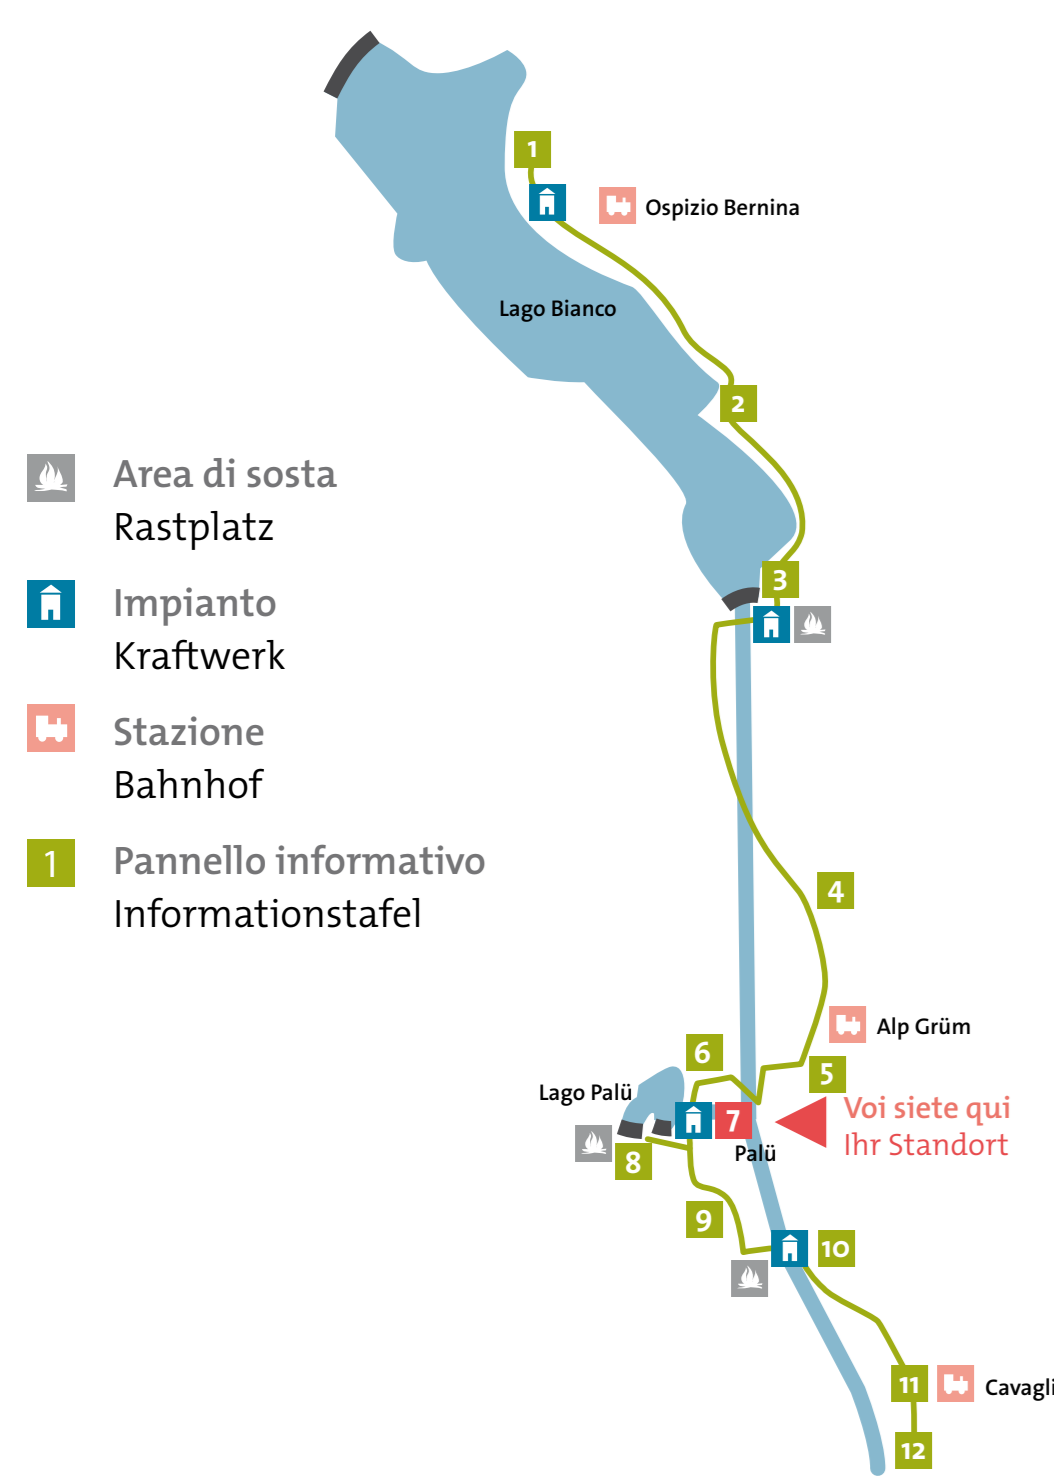 1
Ospizio Bernina
Lago Bianco
2
Area di sosta
Rastplatz
3
Impianto
Kraftwerk
Stazione
Bahnhof
1
Pannello informativo
Informationstafel
4
Alp Grüm
6
5
Lago Palü
7
Voi siete qui
Ihr Standort
Palü
8
9
10
11
Cavagli
12